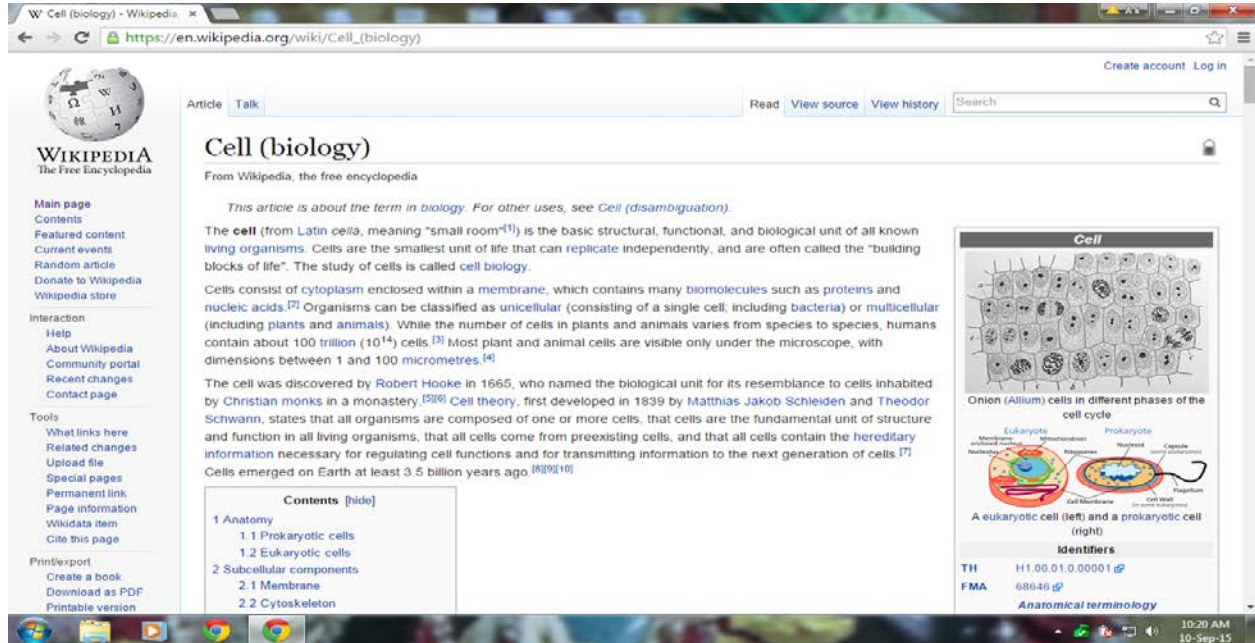 W Cell (biology) - Wikipedia,
https://en.wikipedia.org/wiki/Cell_(biology)
Create account Log in
Article Talk Read View source View history Search
WIKIPEDIA
The Free Encyclopedia
Main page
Contents
Featured content
Current events
Random article
Donate to Wikipedia
Wikipedia store
Interaction
Help
About Wikipedia
Community portal
Recent changes
Contact page
Tools
What links here
Related changes
Upload file
Special pages
Permanent link
Page information
Wikidata item
Cite this page
Print/export
Create a book
Download as PDF
Printable version
Cell (biology)
From Wikipedia, the free encyclopedia
This article is about the term in biology. For other uses, see Cell (disambiguation).
The cell (from Latin cella, meaning "small room"[1]) is the basic structural, functional, and biological unit of all known
living organisms. Cells are the smallest unit of life that can replicate independently, and are often called the "building
blocks of life". The study of cells is called cell biology.
Cells consist of cytoplasm enclosed within a membrane, which contains many biomolecules such as proteins and
nucleic acids.[2] Organisms can be classified as unicellular (consisting of a single cell; including bacteria) or multicellular
(including plants and animals). While the number of cells in plants and animals varies from species to species, humans
contain about 100 trillion (10¹⁴) cells.[3] Most plant and animal cells are visible only under the microscope, with
dimensions between 1 and 100 micrometres.[4]
The cell was discovered by Robert Hooke in 1665, who named the biological unit for its resemblance to cells inhabited
by Christian monks in a monastery.[5][6] Cell theory, first developed in 1839 by Matthias Jakob Schleiden and Theodor
Schwann, states that all organisms are composed of one or more cells, that cells are the fundamental unit of structure
and function in all living organisms, that all cells come from preexisting cells, and that all cells contain the hereditary
information necessary for regulating cell functions and for transmitting information to the next generation of cells.[7]
Cells emerged on Earth at least 3.5 billion years ago.[8][9][10]
Contents [hide]
1 Anatomy
1.1 Prokaryotic cells
1.2 Eukaryotic cells
2 Subcellular components
2.1 Membrane
2.2 Cytoskeleton
Cell
Onion (Allium) cells in different phases of the
cell cycle
Eukaryote Prokaryote
Membrane-
enclosed nucleus
Mitochondrion
Nucleolus
Ribosomes
Nucleoid
Capsule
Flagellum
Cell Membrane
Cell Wall
A eukaryotic cell (left) and a prokaryotic cell
(right)
Identifiers
TH H1.00.01.0.00001
FMA 68646
Anatomical terminology
10:20 AM
10-Sep-15